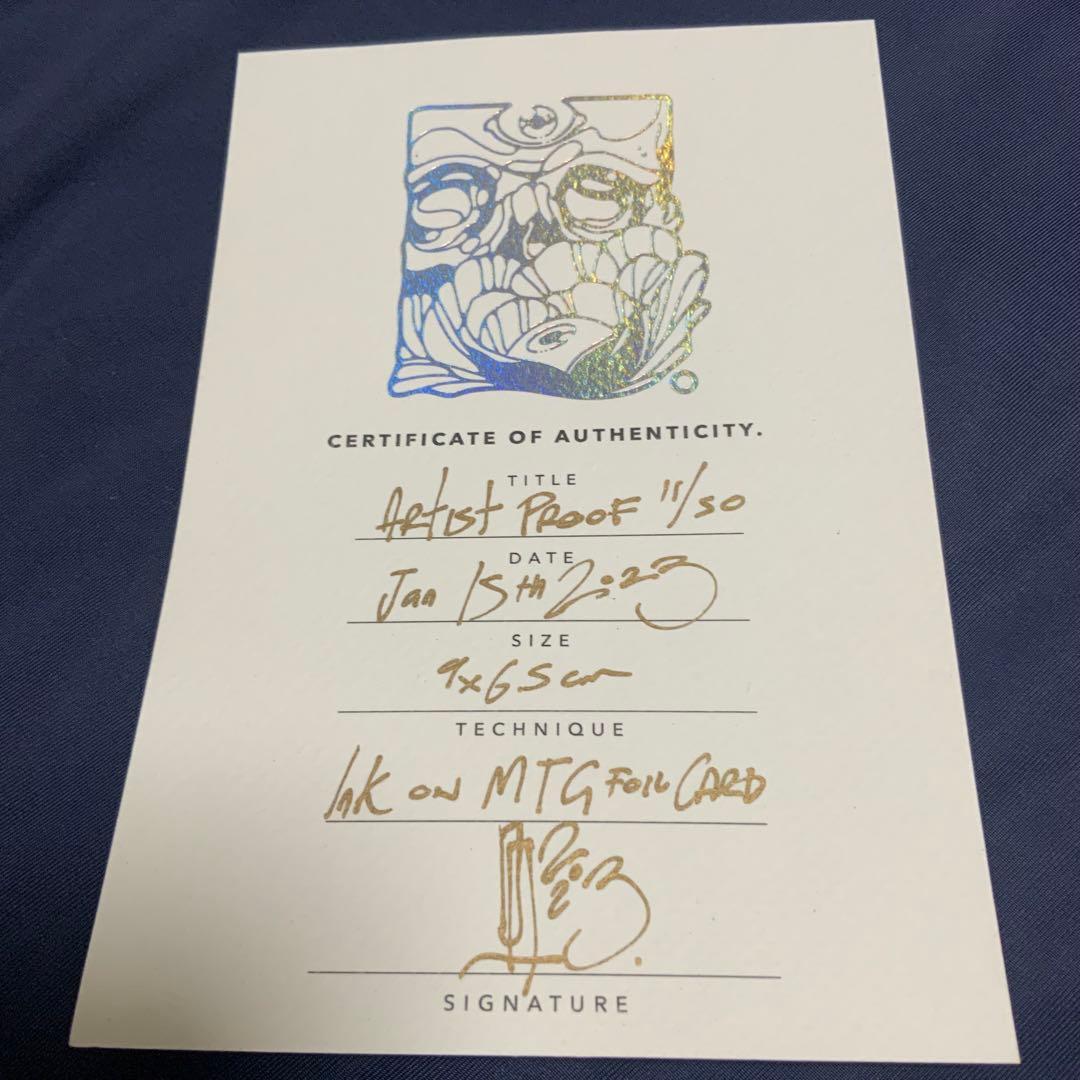 CERTIFICATE OF AUTHENTICITY.
TITLE
ARtIst PROOF 11/50
DATE
Jan 15th 2023
SIZE
9x6.5cm
TECHNIQUE
Ink ON MTG FOIL CARD
2023
SIGNATURE